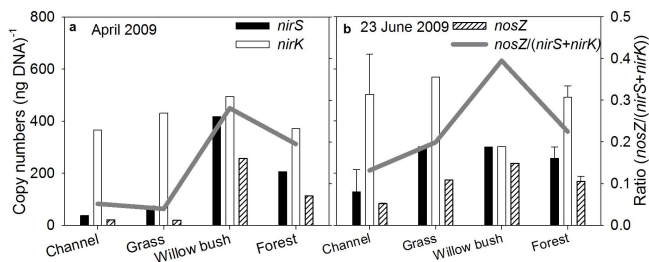 800
600
400
200
0
Copy numbers (ng DNA)-1
a April 2009
nirS
nirK
Channel
Grass
Willow bush
Forest
b 23 June 2009
nosZ
nosZ/(nirS+nirK)
Channel
Grass
Willow bush
Forest
0.5
0.4
0.3
0.2
0.1
0.0
Ratio (nosZ/(nirS+nirK))